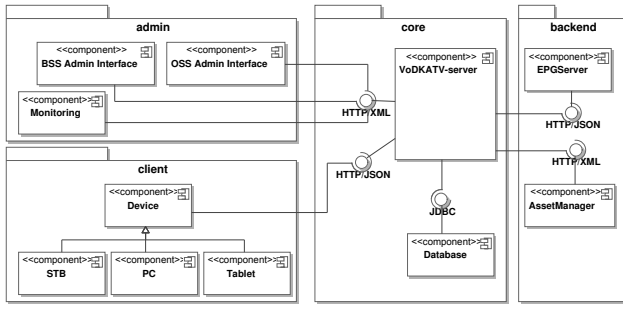 admin
<<component>>
BSS Admin Interface
<<component>>
OSS Admin Interface
<<component>>
Monitoring
HTTP/XML
client
<<component>>
Device
<<component>>
STB
<<component>>
PC
<<component>>
Tablet
HTTP/JSON
core
<<component>>
VoDKATV-server
JDBC
<<component>>
Database
backend
<<component>>
EPGServer
HTTP/JSON
HTTP/XML
<<component>>
AssetManager